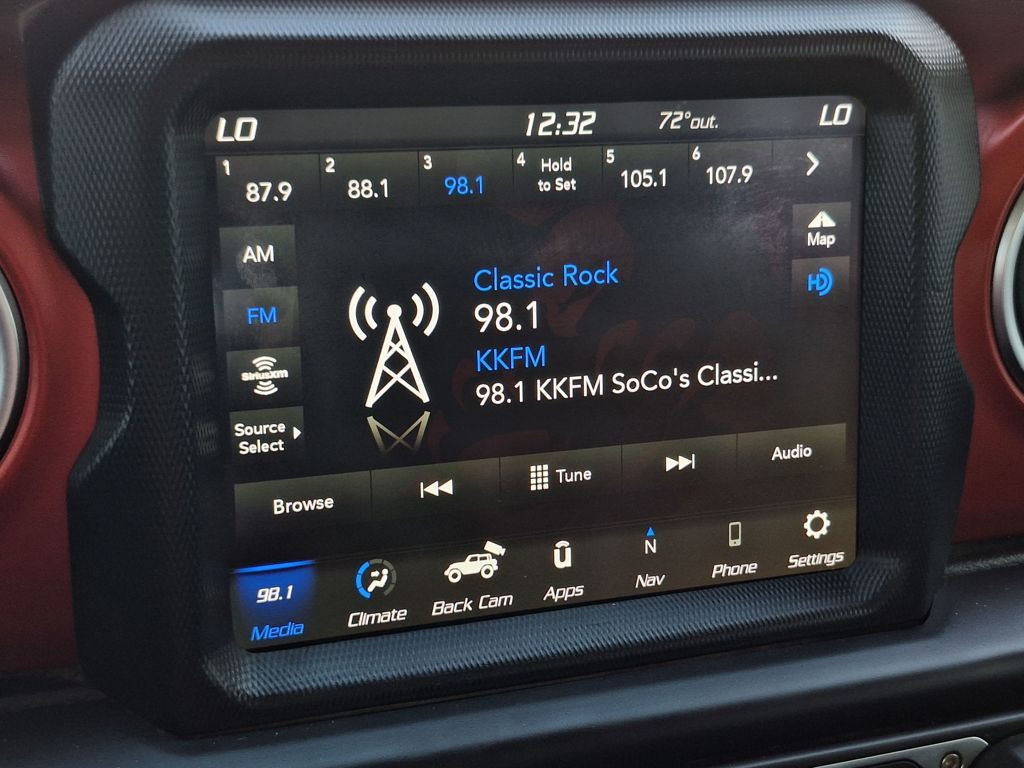 LO 12:32 72°out. LO
1 87.9 2 88.1 3 98.1 4 Hold to Set 5 105.1 6 107.9
Map
AM
HD
Classic Rock
FM
98.1
KKFM
SiriusXM
98.1 KKFM SoCo's Classi...
Source
Select
Browse Tune Audio
98.1
Media Climate Back Cam Apps N Nav Phone Settings